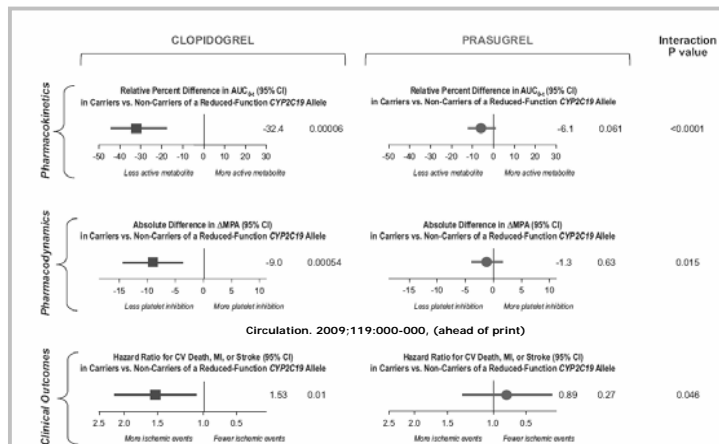 CLOPIDOGREL
PRASUGREL
Interaction
P value
Pharmacokinetics
Relative Percent Difference in AUC0-t (95% CI)
in Carriers vs. Non-Carriers of a Reduced-Function CYP2C19 Allele
-32.4 0.00006
-50 -40 -30 -20 -10 0 10 20 30
Less active metabolite More active metabolite
Relative Percent Difference in AUC0-t (95% CI)
in Carriers vs. Non-Carriers of a Reduced-Function CYP2C19 Allele
-6.1 0.061
-50 -40 -30 -20 -10 0 10 20 30
Less active metabolite More active metabolite
<0.0001
Pharmacodynamics
Absolute Difference in ΔMPA (95% CI)
in Carriers vs. Non-Carriers of a Reduced-Function CYP2C19 Allele
-9.0 0.00054
-15 -10 -5 0 5 10
Less platelet inhibition More platelet inhibition
Absolute Difference in ΔMPA (95% CI)
in Carriers vs. Non-Carriers of a Reduced-Function CYP2C19 Allele
-1.3 0.63
-15 -10 -5 0 5 10
Less platelet inhibition More platelet inhibition
0.015
Circulation. 2009;119:000-000, (ahead of print)
Clinical Outcomes
Hazard Ratio for CV Death, MI, or Stroke (95% CI)
in Carriers vs. Non-Carriers of a Reduced-Function CYP2C19 Allele
1.53 0.01
2.5 2.0 1.5 1.0 0.5
More ischemic events Fewer ischemic events
Hazard Ratio for CV Death, MI, or Stroke (95% CI)
in Carriers vs. Non-Carriers of a Reduced-Function CYP2C19 Allele
0.89 0.27
2.5 2.0 1.5 1.0 0.5
More ischemic events Fewer ischemic events
0.046